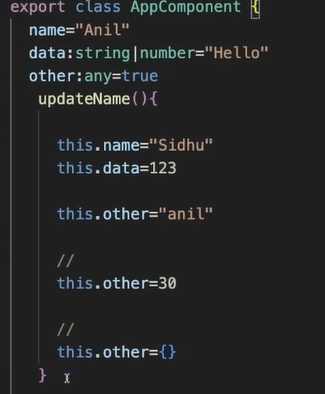 export class AppComponent {
name="Anil"
data:string|number="Hello"
other:any=true
updateName(){
this.name="Sidhu"
this.data=123
this.other="anil"
//
this.other=30
//
this.other={}
}